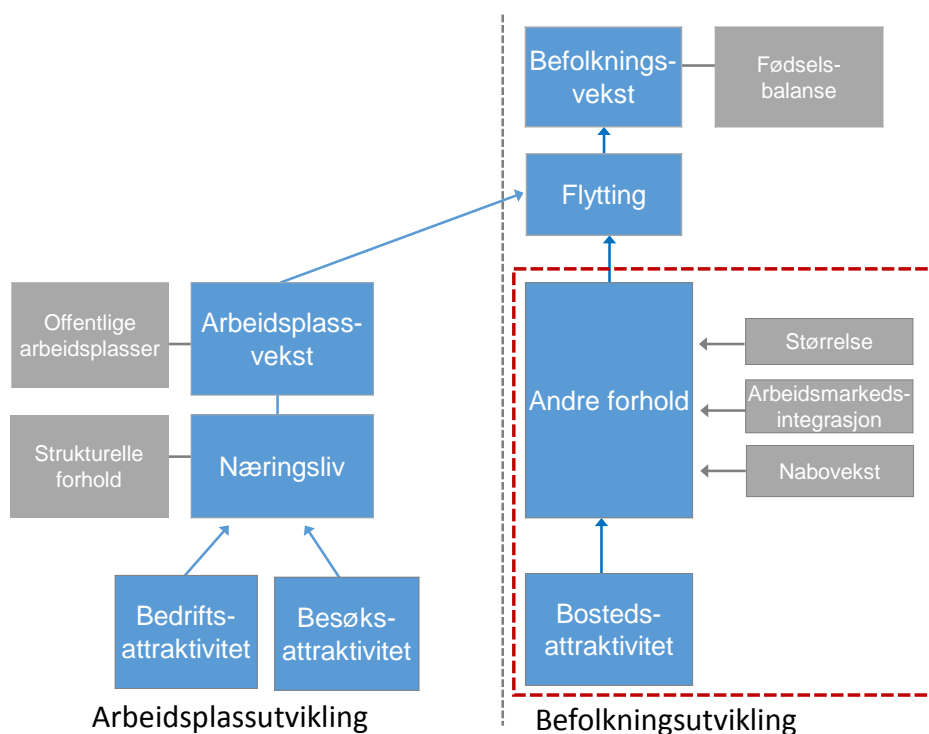 Befolknings-
vekst
Fødsels-
balanse
Flytting
Offentlige
arbeidsplasser
Arbeidsplass-
vekst
Strukturelle
forhold
Næringsliv
Bedrifts-
attraktivitet
Besøks-
attraktivitet
Arbeidsplassutvikling
Andre forhold
Størrelse
Arbeidsmarkeds-
integrasjon
Nabovekst
Bosteds-
attraktivitet
Befolkningsutvikling